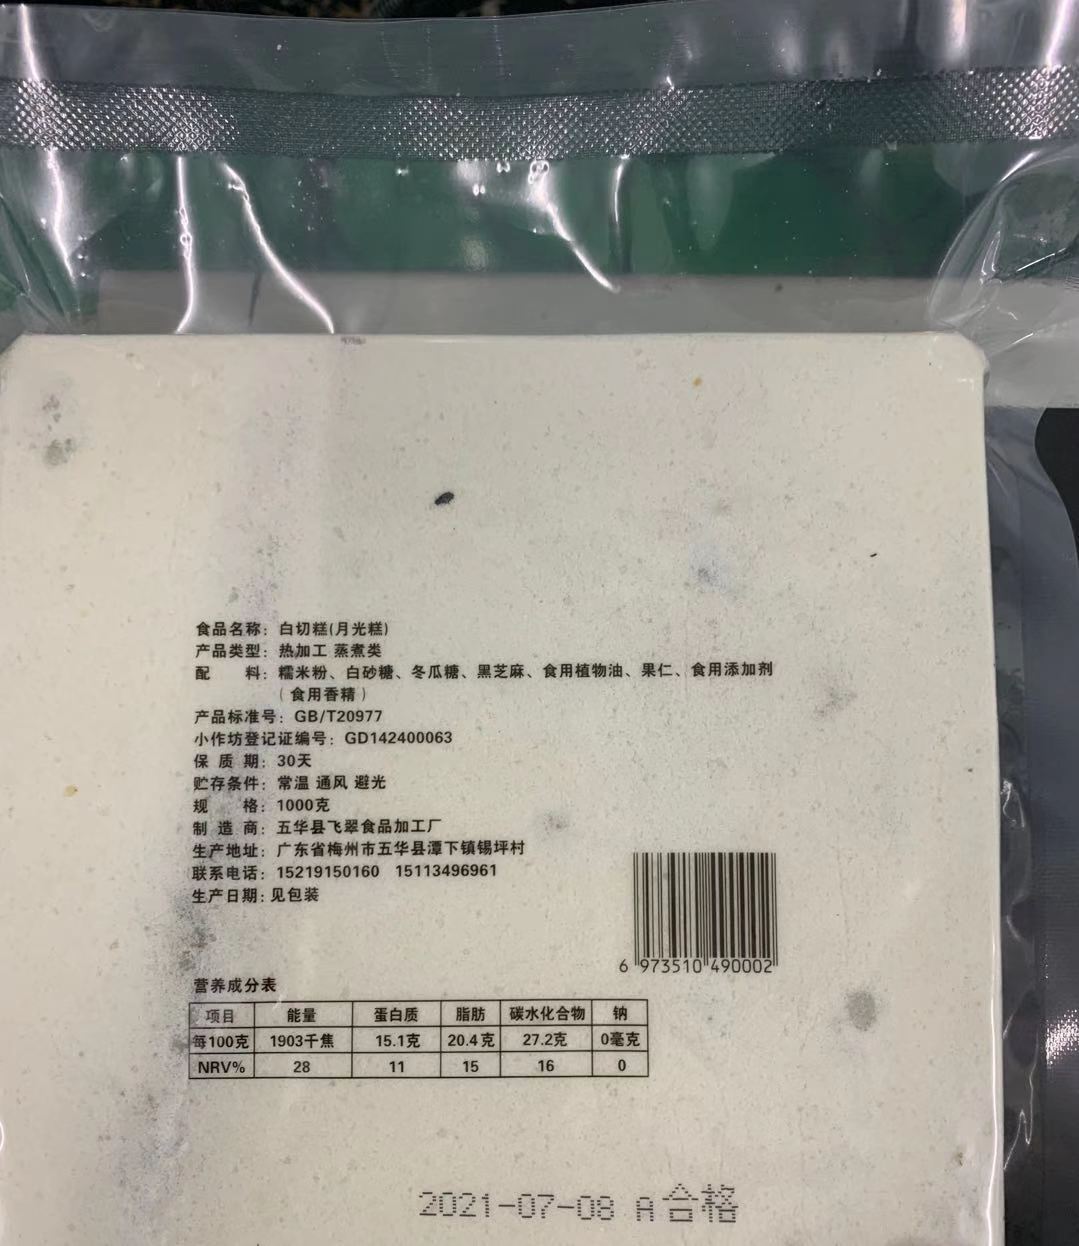 食品名称：白切糕(月光糕)
产品类型：热加工 蒸煮类
配 料：糯米粉、白砂糖、冬瓜糖、黑芝麻、食用植物油、果仁、食用添加剂
（食用香精）
产品标准号：GB/T20977
小作坊登记证编号：GD142400063
保 质 期：30天
贮存条件：常温 通风 避光
规 格：1000克
制 造 商：五华县飞翠食品加工厂
生产地址：广东省梅州市五华县潭下镇锡坪村
联系电话：15219150160 15113496961
生产日期：见包装
6 973510 490002
营养成分表
项目 能量 蛋白质 脂肪 碳水化合物 钠
每100克 1903千焦 15.1克 20.4克 27.2克 0毫克
NRV% 28 11 15 16 0
2021-07-08 A合格